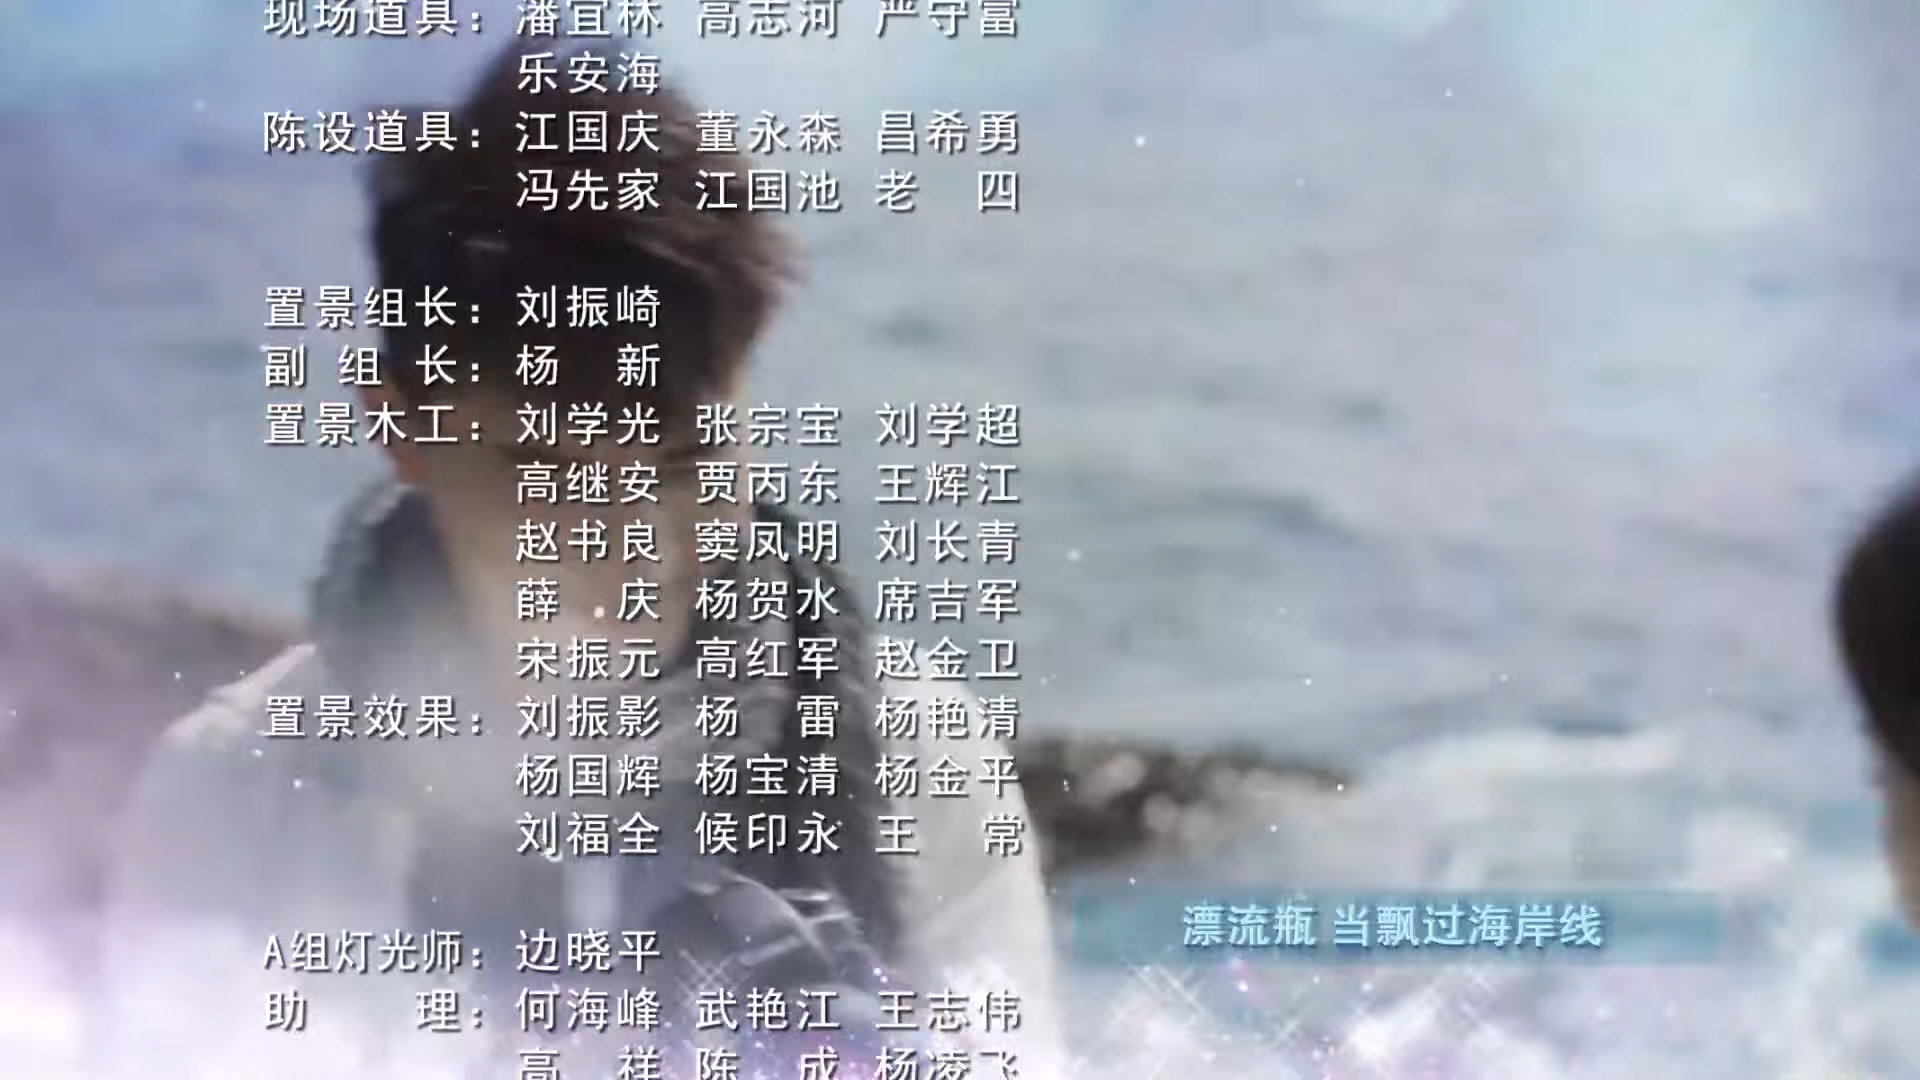 现场道具：潘宜林 高志河 严守富
乐安海
陈设道具：江国庆 董永森 昌希勇
冯先家 江国池 老 四
置景组长：刘振崎
副 组 长：杨 新
置景木工：刘学光 张宗宝 刘学超
高继安 贾丙东 王辉江
赵书良 窦凤明 刘长青
薛 庆 杨贺水 席吉军
宋振元 高红军 赵金卫
置景效果：刘振影 杨 雷 杨艳清
杨国辉 杨宝清 杨金平
刘福全 候印永 王 常
A组灯光师：边晓平
漂流瓶 当飘过海岸线
助 理：何海峰 武艳江 王志伟
高 祥 陈 成 杨凌飞